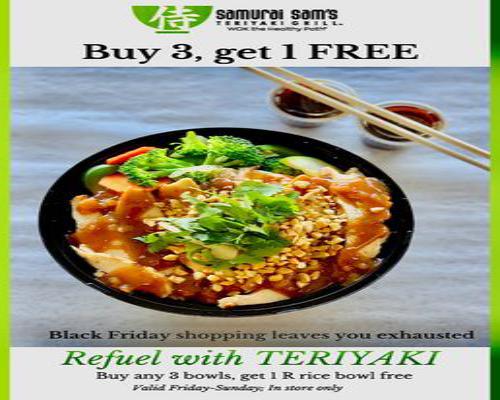 侍
samurai sam's
TERIYAKI GRILL.
WOK the Healthy Path®
Buy 3, get 1 FREE
Black Friday shopping leaves you exhausted
Refuel with TERIYAKI
Buy any 3 bowls, get 1 R rice bowl free
Valid Friday-Sunday; In store only